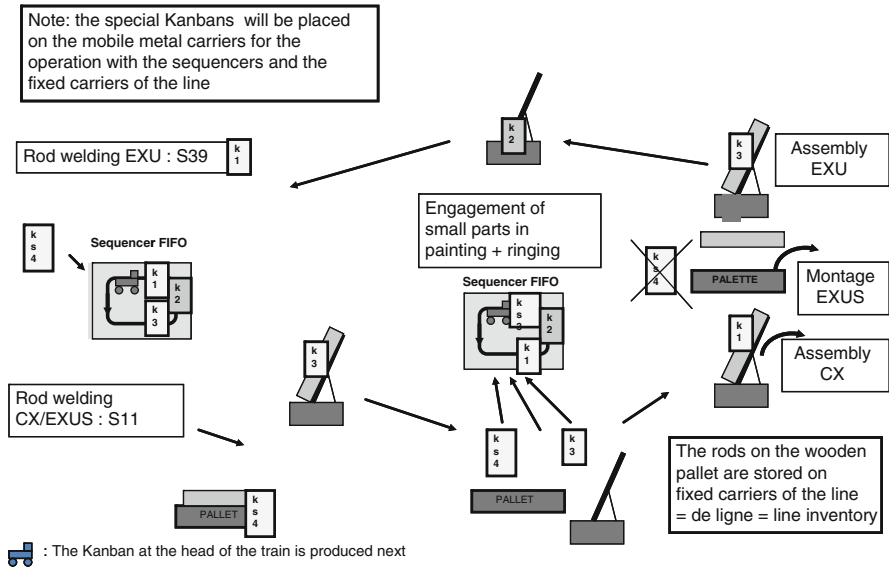 Note: the special Kanbans will be placed
on the mobile metal carriers for the
operation with the sequencers and the
fixed carriers of the line
k
2
k
3
Assembly
EXU
Rod welding EXU : S39
k
1
Engagement of
small parts in
painting + ringing
k
s
4
Sequencer FIFO
k
1
k
2
k
3
k
s
4
PALETTE
Montage
EXUS
Sequencer FIFO
k
s
3
k
2
k
1
k
1
Assembly
CX
k
3
Rod welding
CX/EXUS : S11
k
s
4
k
3
The rods on the wooden
pallet are stored on
fixed carriers of the line
= de ligne = line inventory
PALLET
k
s
4
PALLET
: The Kanban at the head of the train is produced next